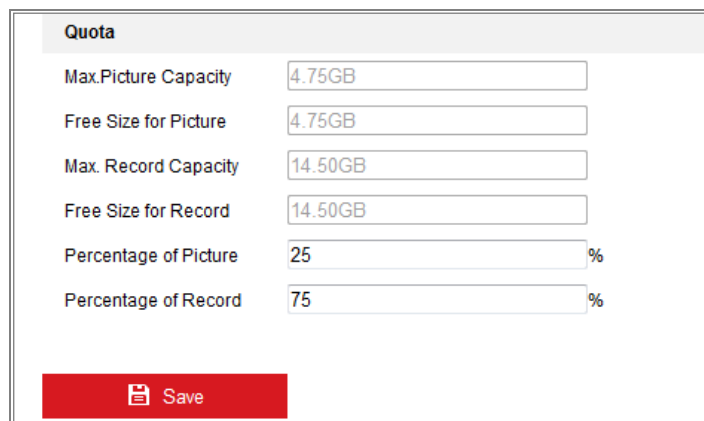 Quota
Max.Picture Capacity 4.75GB
Free Size for Picture 4.75GB
Max. Record Capacity 14.50GB
Free Size for Record 14.50GB
Percentage of Picture 25 %
Percentage of Record 75 %
Save